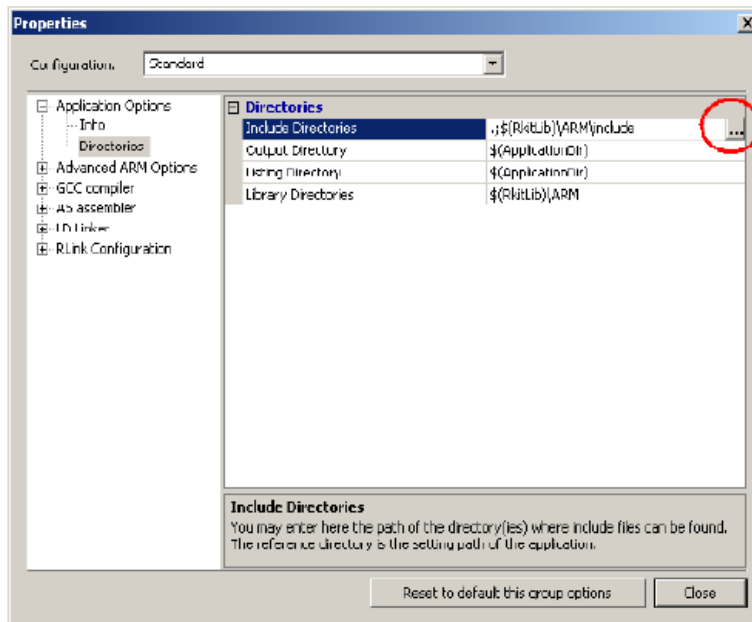 Properties
Configuration:
Standard
Application Options
Info
Directories
Advanced ARM Options
GCC compiler
AS assembler
LD Linker
RLink Configuration
Directories
Include Directories .;$(RkitLib)\ARM\include ...
Output Directory $(ApplicationDir)
Listing Directory $(ApplicationDir)
Library Directories $(RkitLib)\ARM
Include Directories
You may enter here the path of the directory(ies) where include files can be found.
The reference directory is the setting path of the application.
Reset to default this group options
Close